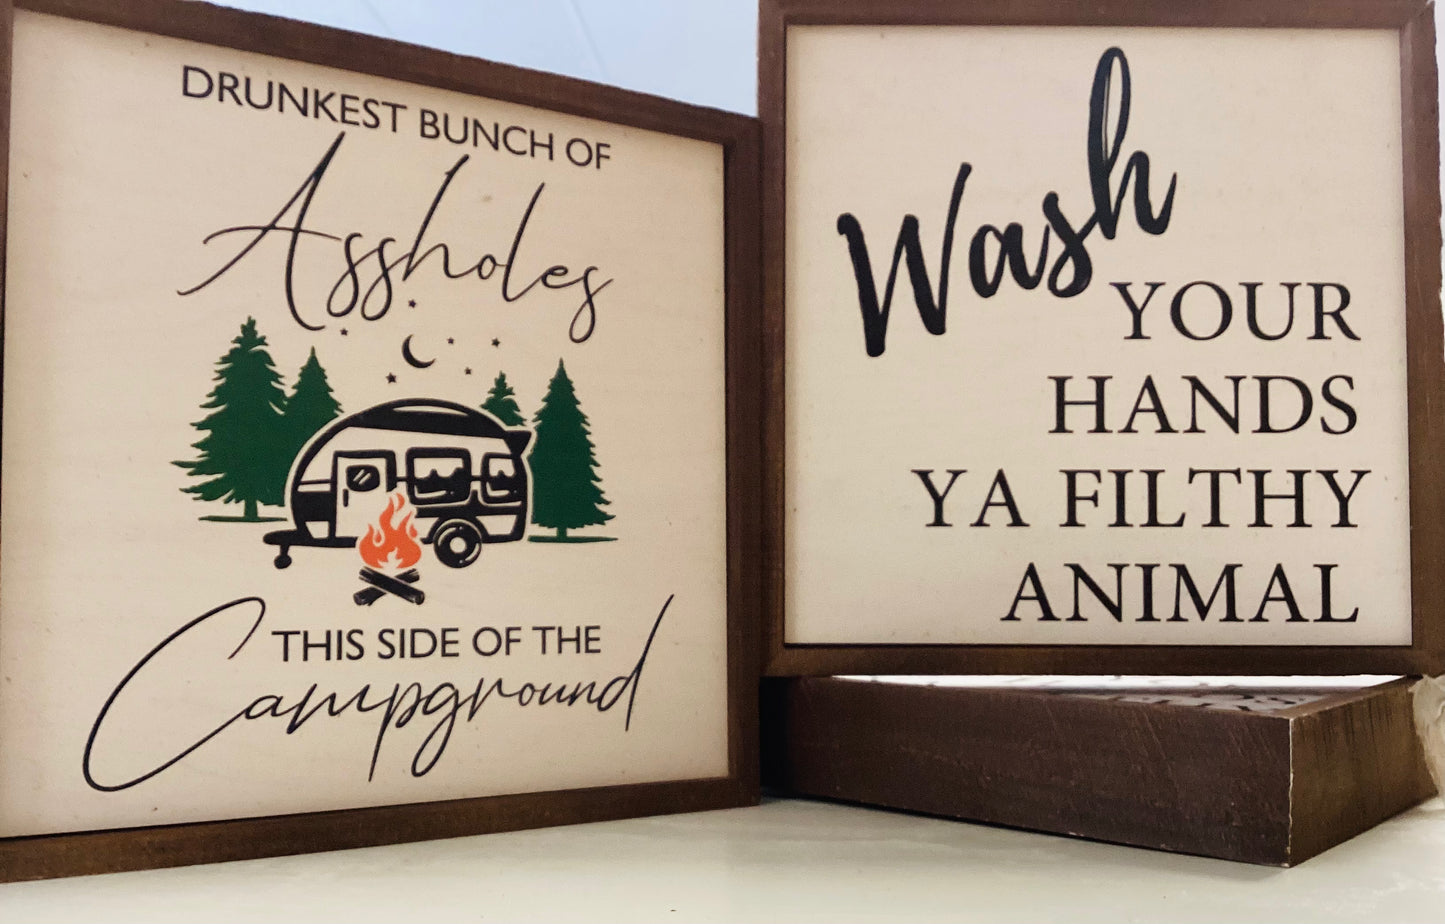 DRUNKEST BUNCH OF
Assholes
THIS SIDE OF THE
Campground
Wash
YOUR
HANDS
YA FILTHY
ANIMAL